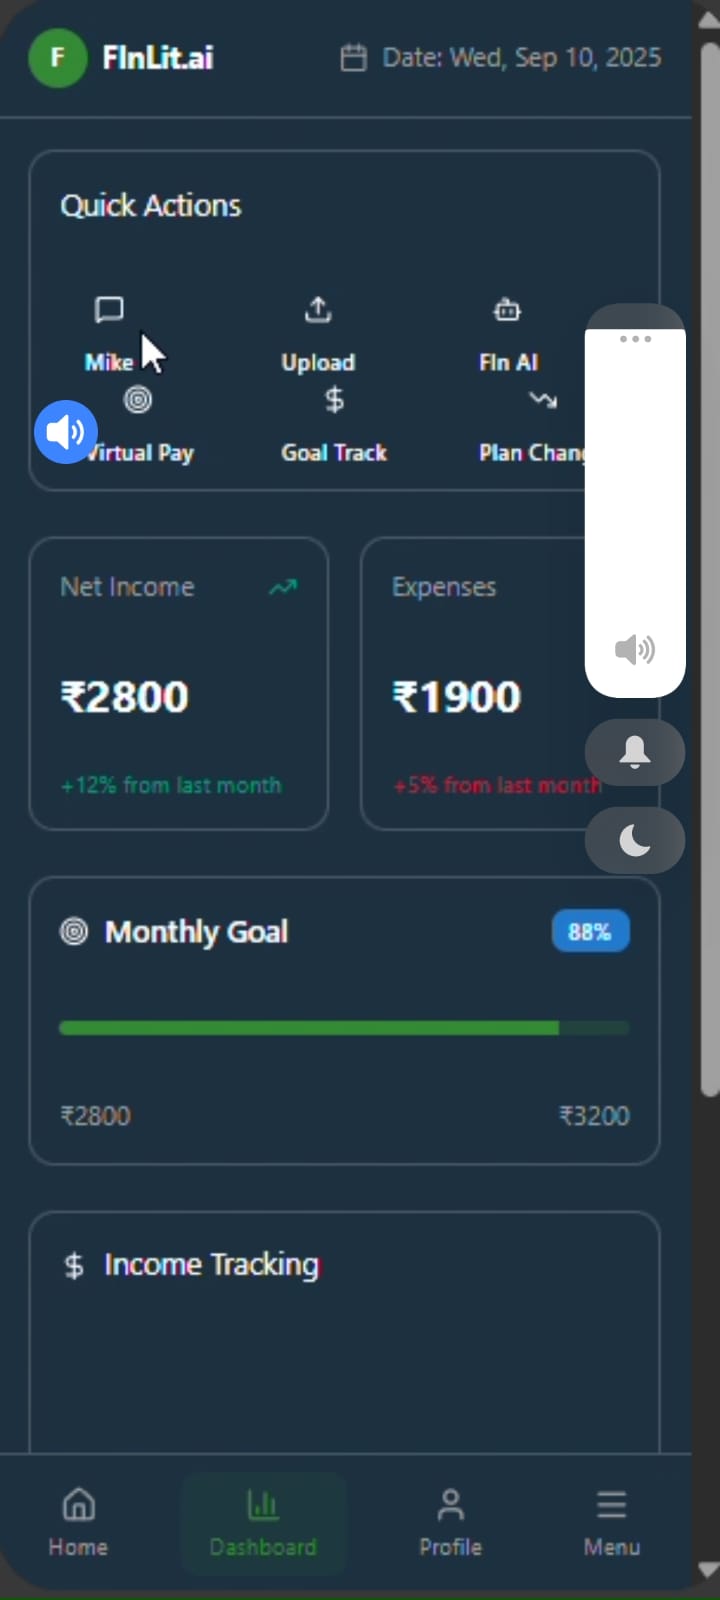 F FInLit.ai Date: Wed, Sep 10, 2025
Quick Actions
Mike Upload FIn AI
Virtual Pay Goal Track Plan
Net Income Expenses
₹2800 ₹1900
+12% from last month +5% from last month
Monthly Goal 88%
₹2800 ₹3200
$ Income Tracking
Home Dashboard Profile Menu